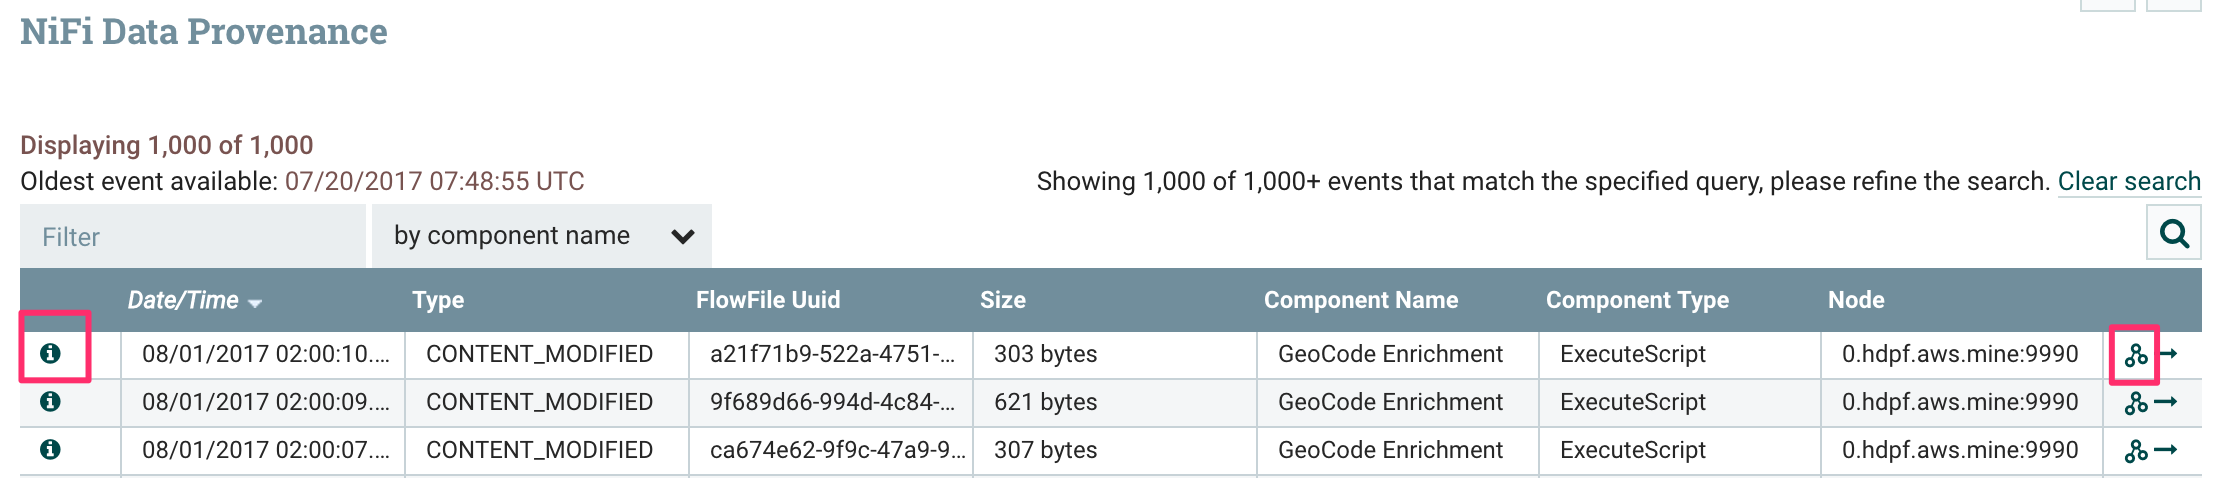 NiFi Data Provenance
Displaying 1,000 of 1,000
Oldest event available: 07/20/2017 07:48:55 UTC
Showing 1,000 of 1,000+ events that match the specified query, please refine the search. Clear search
Filter by component name
Date/Time Type FlowFile Uuid Size Component Name Component Type Node
08/01/2017 02:00:10.... CONTENT_MODIFIED a21f71b9-522a-4751-... 303 bytes GeoCode Enrichment ExecuteScript 0.hdpf.aws.mine:9990
08/01/2017 02:00:09.... CONTENT_MODIFIED 9f689d66-994d-4c84-... 621 bytes GeoCode Enrichment ExecuteScript 0.hdpf.aws.mine:9990
08/01/2017 02:00:07.... CONTENT_MODIFIED ca674e62-9f9c-47a9-9... 307 bytes GeoCode Enrichment ExecuteScript 0.hdpf.aws.mine:9990